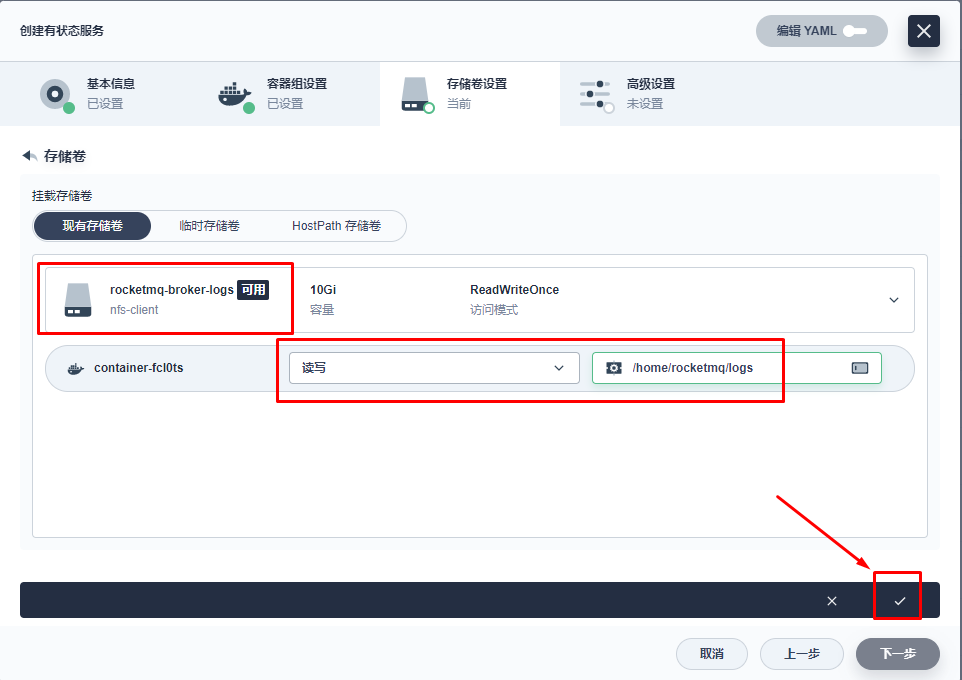 创建有状态服务
编辑 YAML
基本信息
已设置
容器组设置
已设置
存储卷设置
当前
高级设置
未设置
存储卷
挂载存储卷
现有存储卷 临时存储卷 HostPath 存储卷
rocketmq-broker-logs 可用
nfs-client
10Gi
容量
ReadWriteOnce
访问模式
container-fcl0ts
读写
/home/rocketmq/logs
取消 上一步 下一步